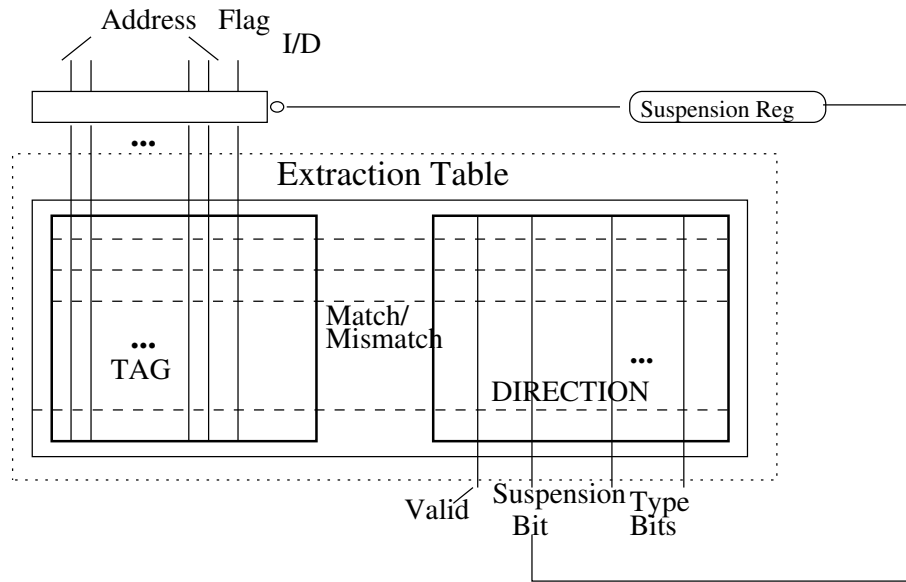 Address Flag
I/D
Suspension Reg
...
Extraction Table
Match/
Mismatch
...
TAG
...
DIRECTION
Valid
Suspension
Bit
Type
Bits